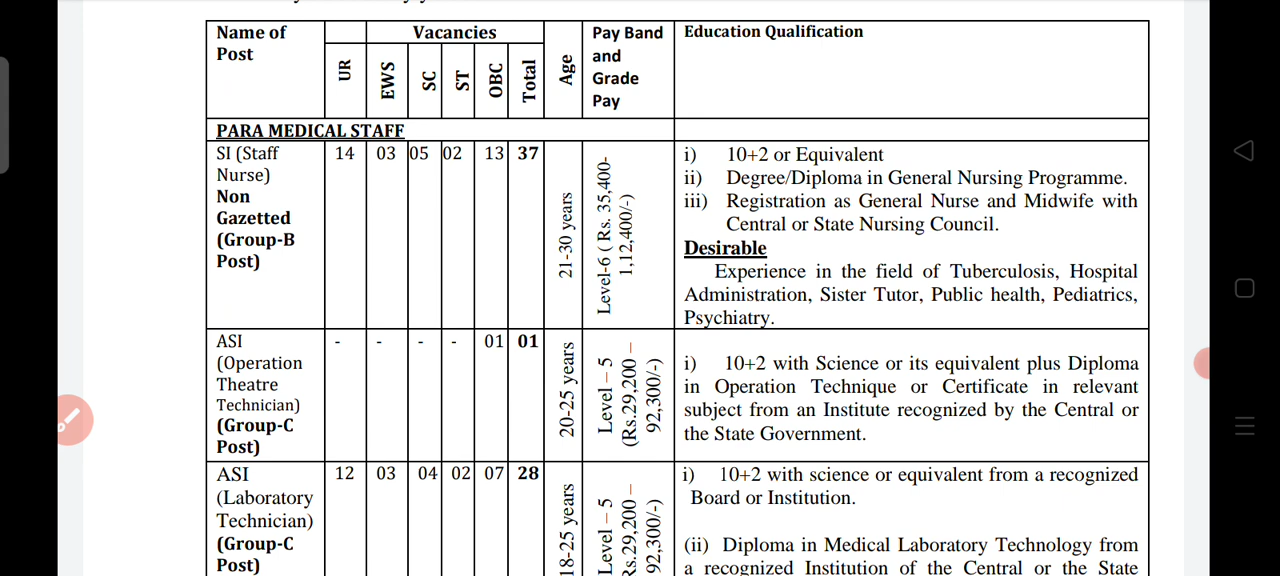 Name of Post
Vacancies
UR
EWS
SC
ST
OBC
Total
Age
Pay Band
and
Grade
Pay
Education Qualification
PARA MEDICAL STAFF
SI (Staff
Nurse)
Non
Gazetted
(Group-B
Post)
14 03 05 02 13 37
21-30 years
Level-6 ( Rs. 35,400-
1,12,400/-)
i) 10+2 or Equivalent
ii) Degree/Diploma in General Nursing Programme.
iii) Registration as General Nurse and Midwife with
Central or State Nursing Council.
Desirable
Experience in the field of Tuberculosis, Hospital
Administration, Sister Tutor, Public health, Pediatrics,
Psychiatry.
ASI
(Operation
Theatre
Technician)
(Group-C
Post)
- - - - 01 01
20-25 years
Level – 5
(Rs.29,200 –
92,300/-)
i) 10+2 with Science or its equivalent plus Diploma
in Operation Technique or Certificate in relevant
subject from an Institute recognized by the Central or
the State Government.
ASI
(Laboratory
Technician)
(Group-C
Post)
12 03 04 02 07 28
18-25 years
Level – 5
Rs.29,200 –
92,300/-)
i) 10+2 with science or equivalent from a recognized
Board or Institution.
(ii) Diploma in Medical Laboratory Technology from
a recognized Institution of the Central or the State